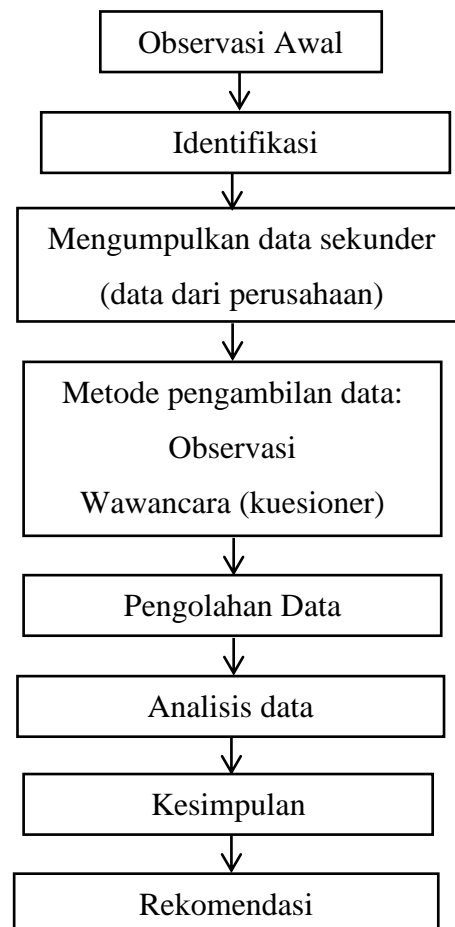 Observasi Awal
Identifikasi
Mengumpulkan data sekunder
(data dari perusahaan)
Metode pengambilan data:
Observasi
Wawancara (kuesioner)
Pengolahan Data
Analisis data
Kesimpulan
Rekomendasi